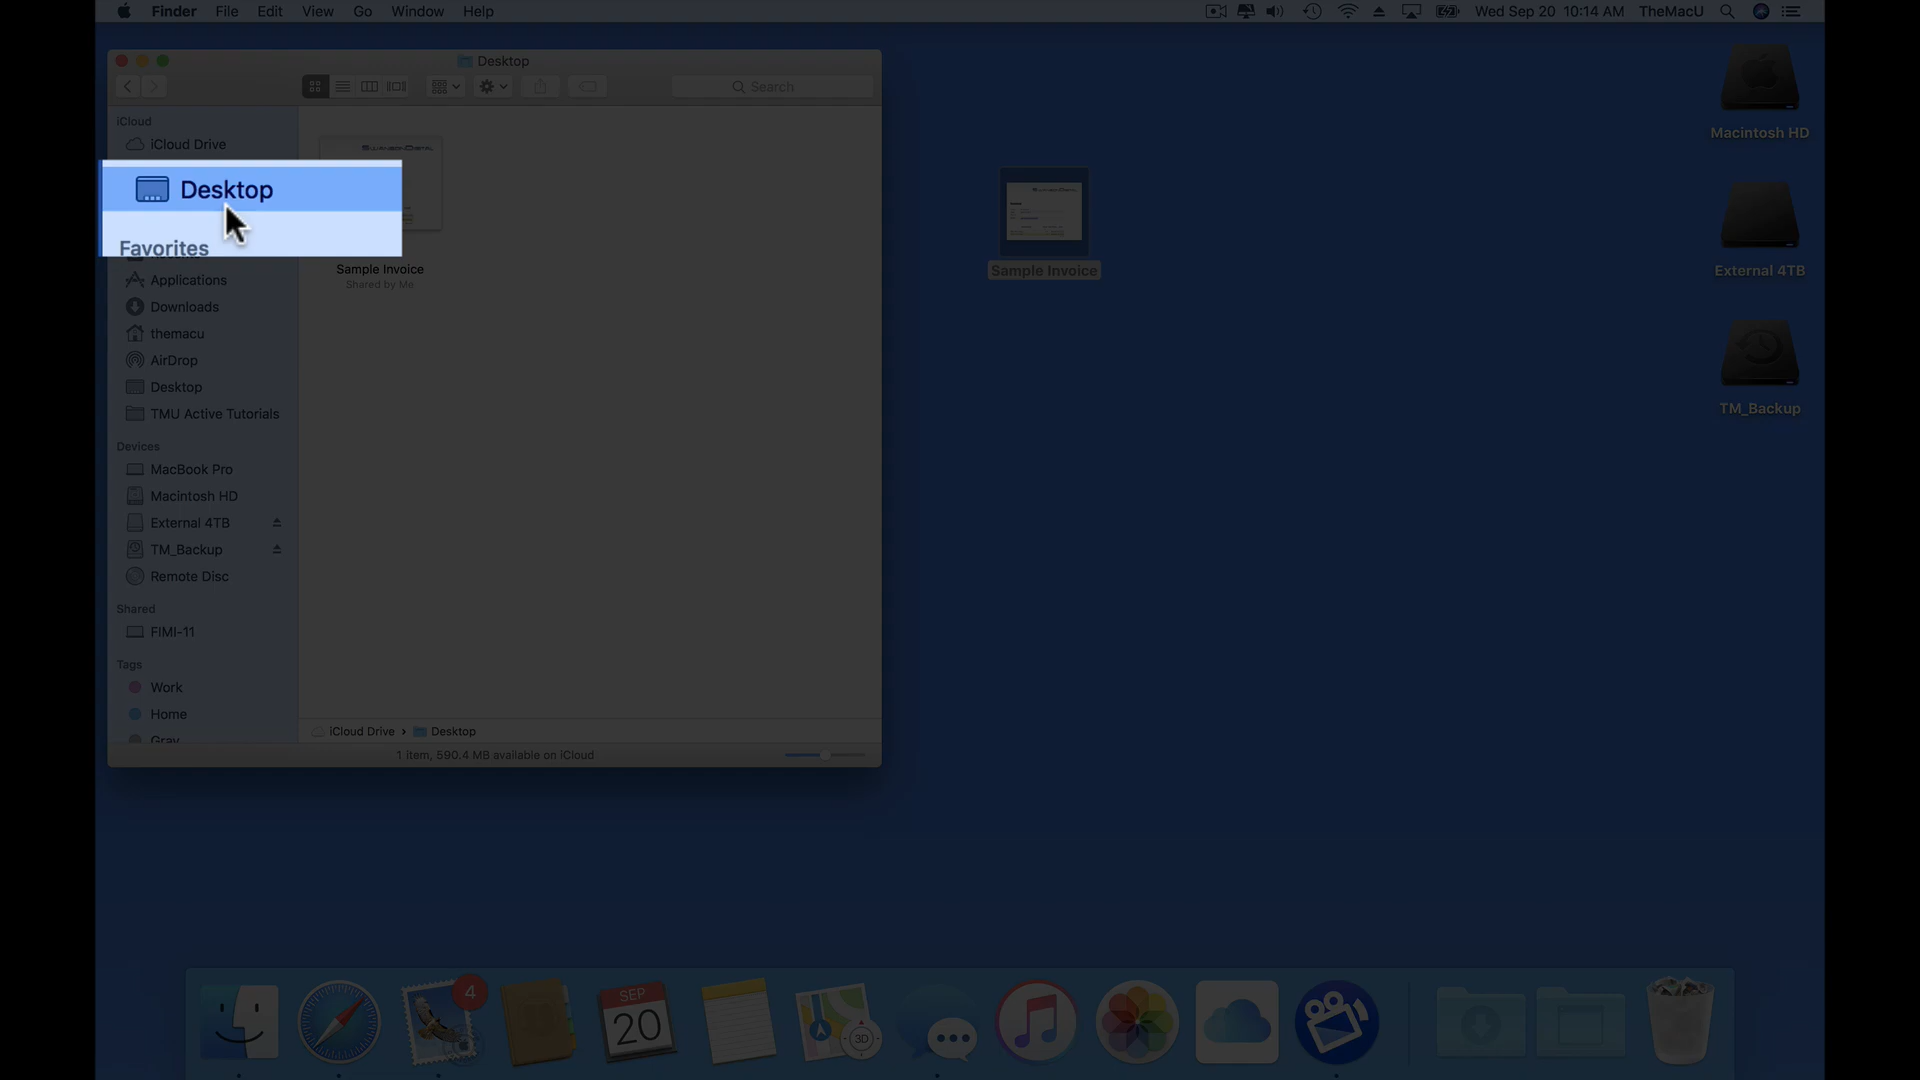 Finder File Edit View Go Window Help
Wed Sep 20 10:14 AM TheMacU
Desktop
Search
iCloud
iCloud Drive
Desktop
Favorites
Applications
Downloads
themacu
AirDrop
Desktop
TMU Active Tutorials
Devices
MacBook Pro
Macintosh HD
External 4TB
TM_Backup
Remote Disc
Shared
FIMI-11
Tags
Work
Home
Gray
Sample Invoice
Shared by Me
iCloud Drive › Desktop
1 item, 590.4 MB available on iCloud
Sample Invoice
Macintosh HD
External 4TB
TM_Backup
4
SEP
20
3D